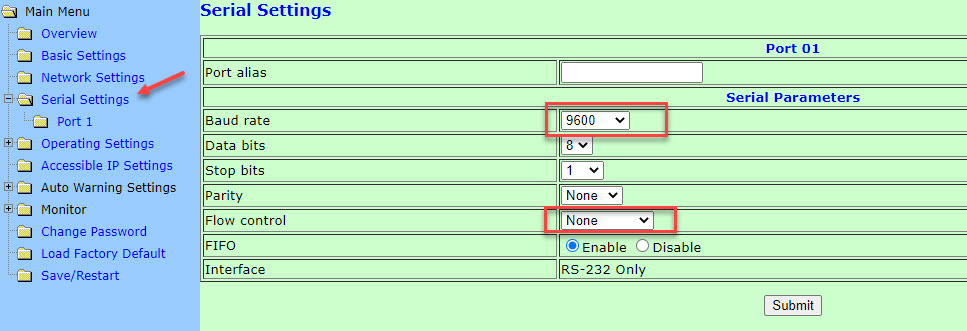 Main Menu
Overview
Basic Settings
Network Settings
Serial Settings
Port 1
Operating Settings
Accessible IP Settings
Auto Warning Settings
Monitor
Change Password
Load Factory Default
Save/Restart
Serial Settings
Port 01
Port alias
Serial Parameters
Baud rate 9600
Data bits 8
Stop bits 1
Parity None
Flow control None
FIFO Enable Disable
Interface RS-232 Only
Submit